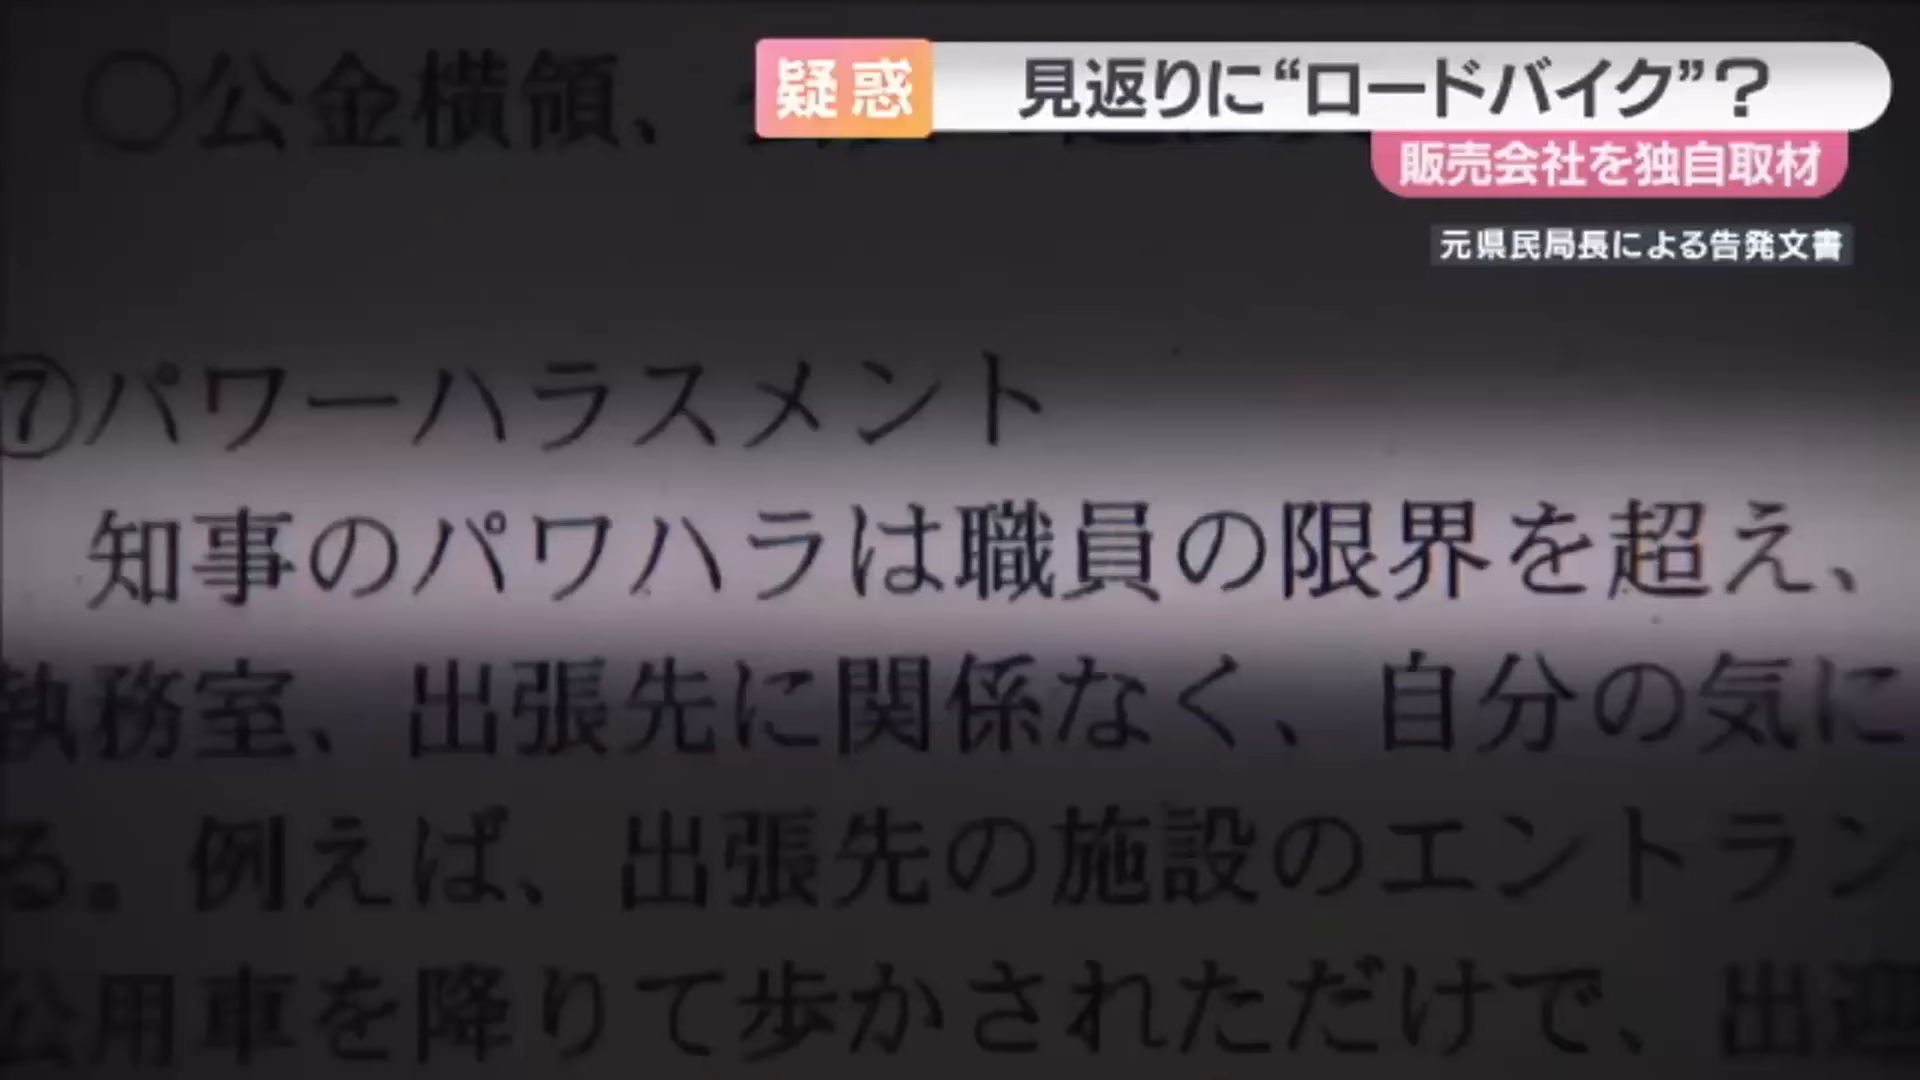 疑惑
見返りに“ロードバイク”？
販売会社を独自取材
元県民局長による告発文書
〇公金横領、
⑦パワーハラスメント
知事のパワハラは職員の限界を超え、
執務室、出張先に関係なく、自分の気に
る。例えば、出張先の施設のエントラン
公用車を降りて歩かされただけで、出迎